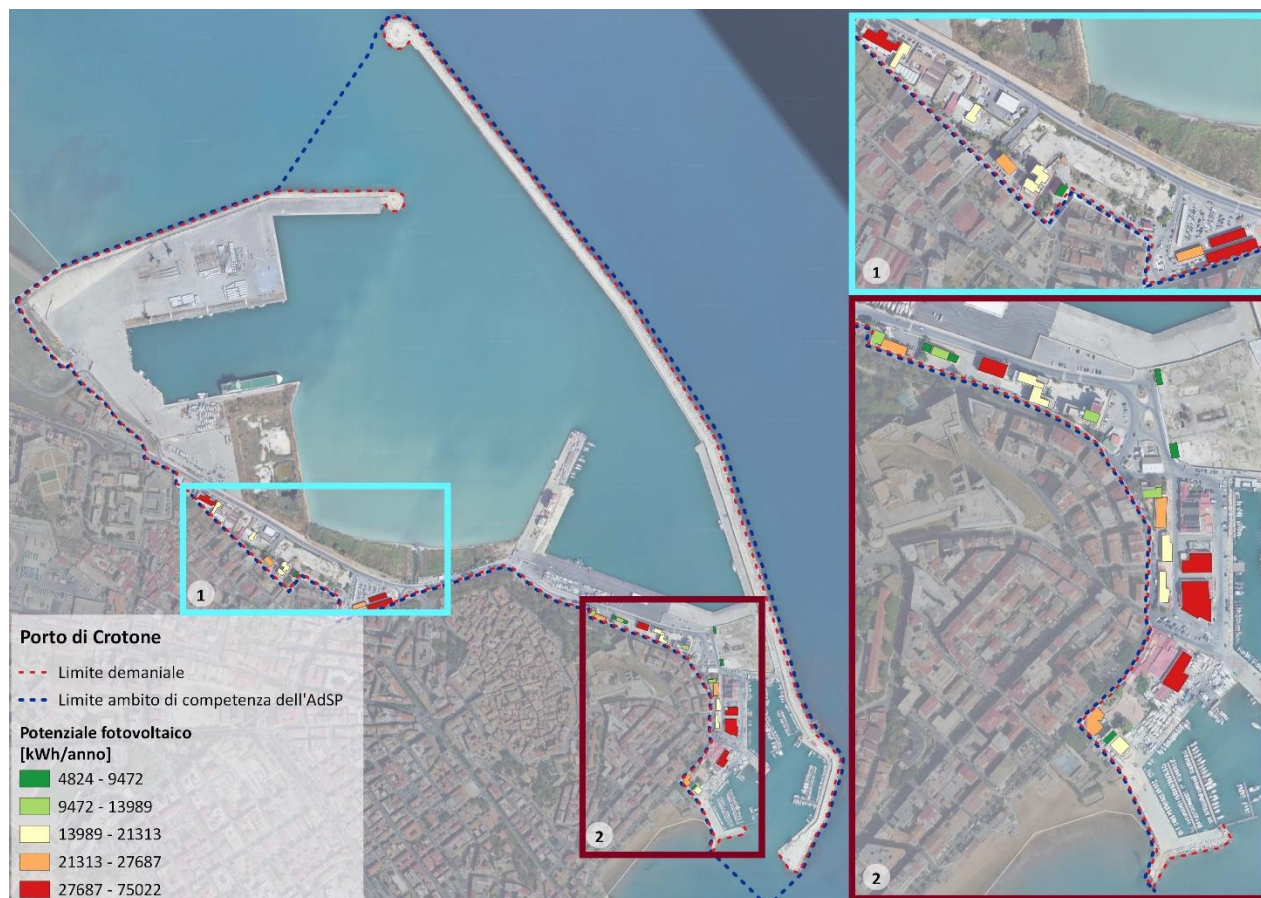 1
2
1
2
Porto di Crotone
Limite demaniale
Limite ambito di competenza dell'AdSP
Potenziale fotovoltaico
[kWh/anno]
4824 - 9472
9472 - 13989
13989 - 21313
21313 - 27687
27687 - 75022